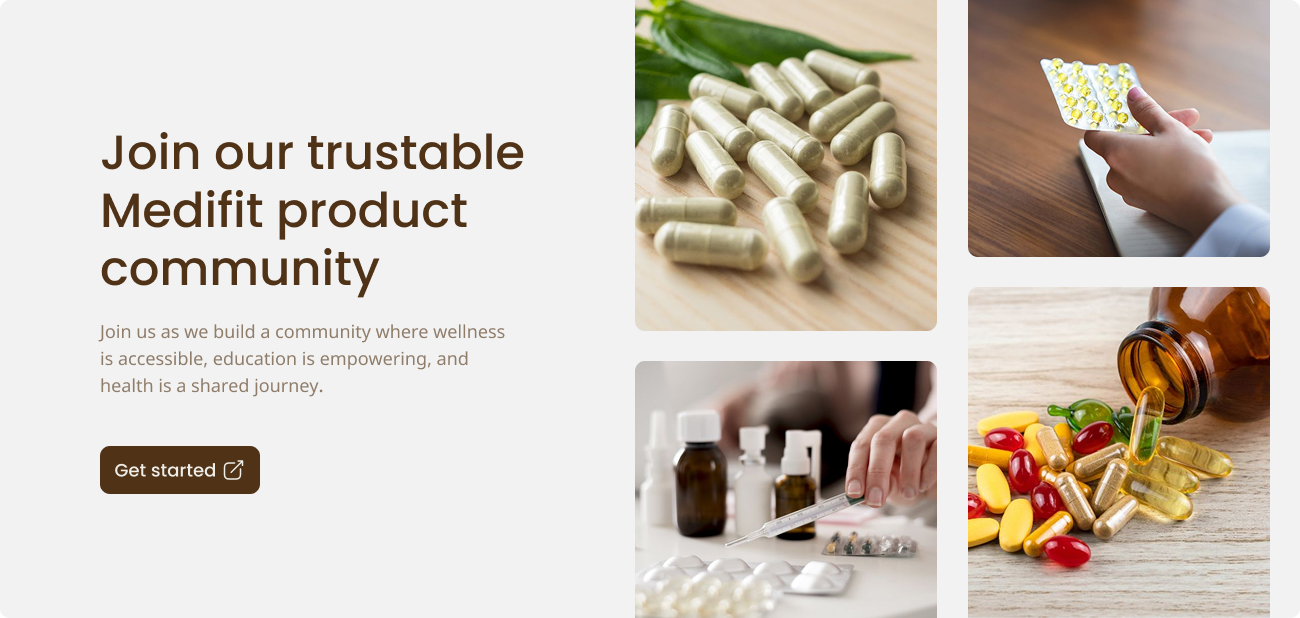 Join our trustable
Medifit product
community
Join us as we build a community where wellness
is accessible, education is empowering, and
health is a shared journey.
Get started